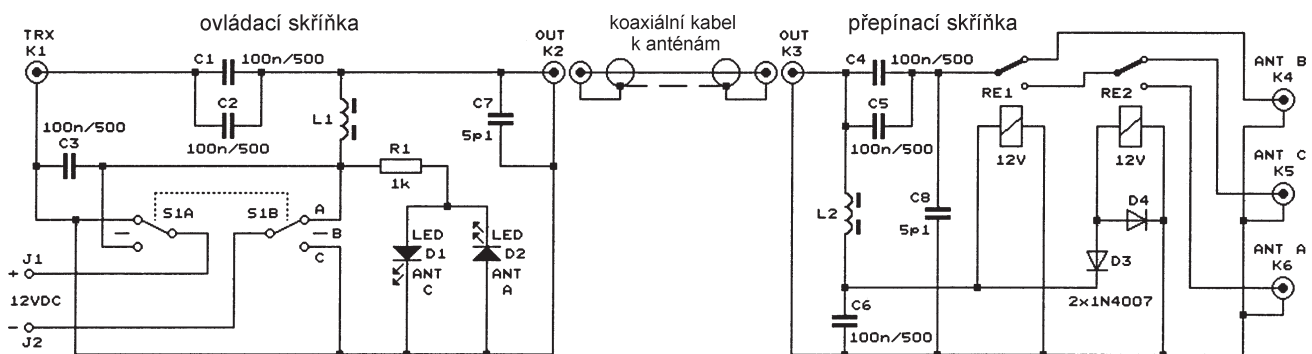 ovládací skříňka
koaxiální kabel
k anténám
přepínací skříňka
TRX
K1
C1
100n/500
C2
100n/500
C3
100n/500
L1
R1
1k
C7
5p1
OUT
K2
OUT
K3
C4
100n/500
C5
100n/500
RE1
12V
RE2
12V
ANT B
K4
ANT C
K5
ANT A
K6
S1A
S1B
A
B
C
LED
D1
ANT
C
LED
D2
ANT
A
+ J1
12VDC
− J2
L2
C8
5p1
C6
100n/500
D4
D3
2x1N4007